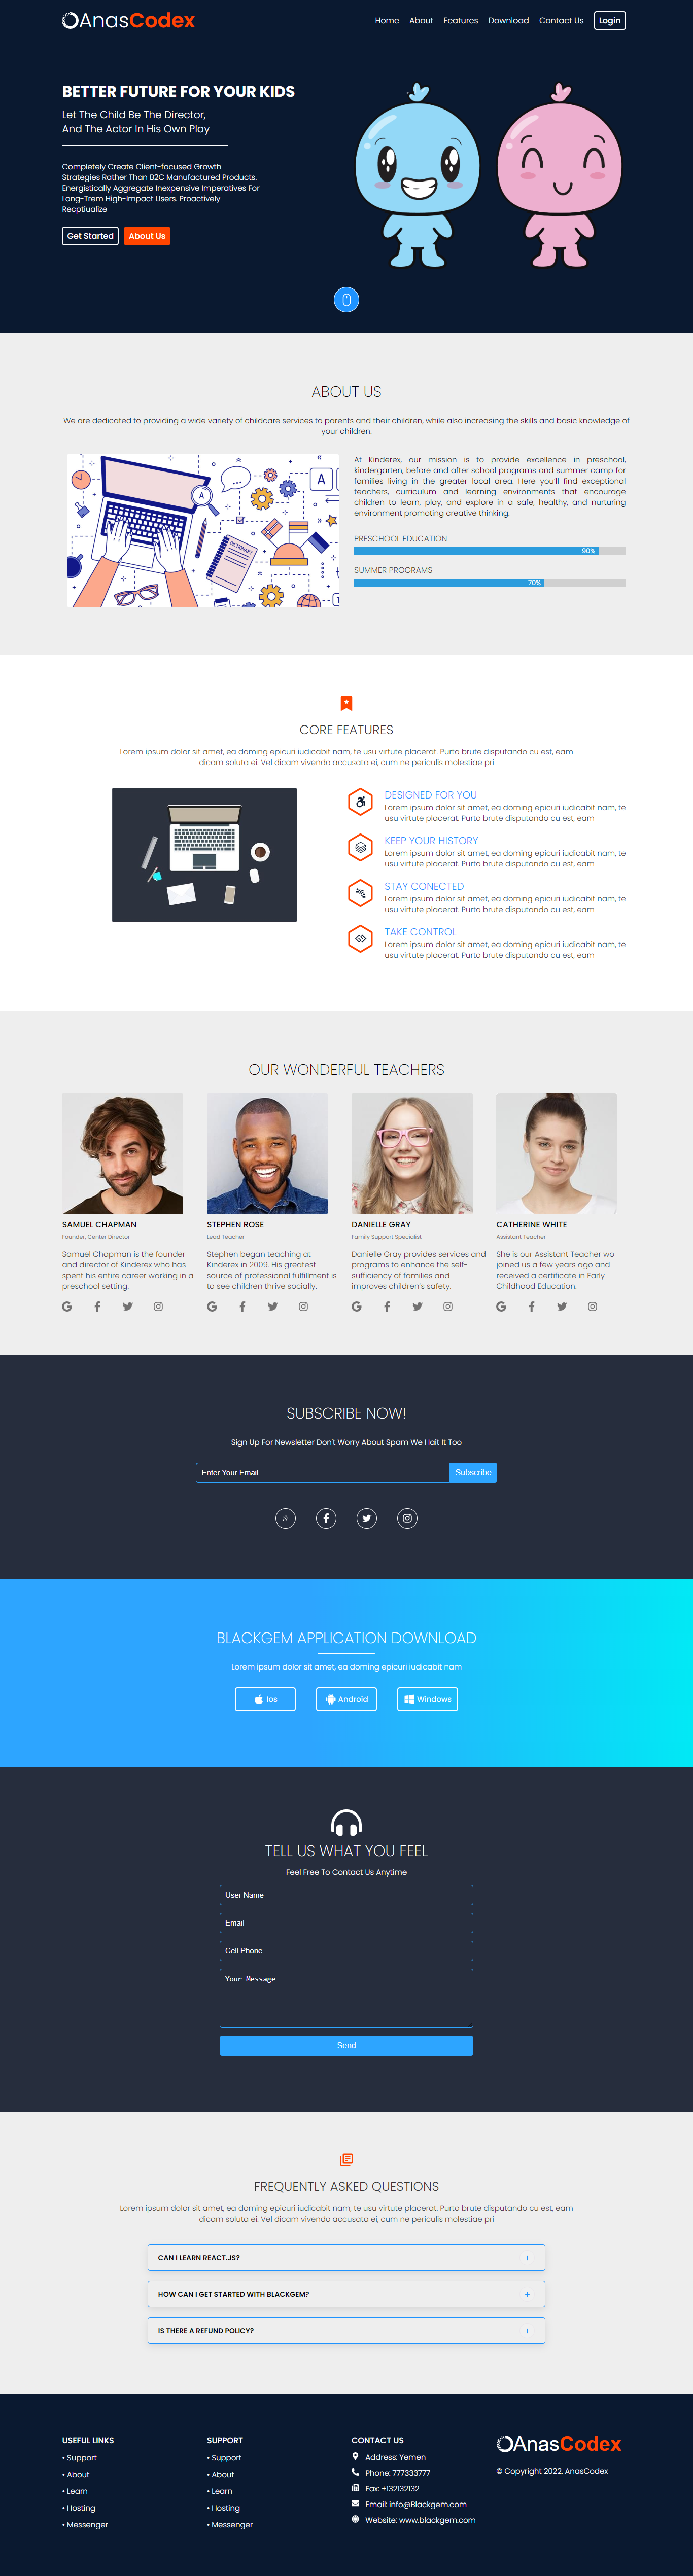 AnasCodex
Home About Features Download Contact Us Login
BETTER FUTURE FOR YOUR KIDS
Let The Child Be The Director,
And The Actor In His Own Play
Completely Create Client-focused Growth
Strategies Rather Than B2C Manufactured Products.
Energistically Aggregate Inexpensive Imperatives For
Long-Trem High-Impact Users. Proactively
Recptiualize
Get Started About Us
ABOUT US
We are dedicated to providing a wide variety of childcare services to parents and their children, while also increasing the skills and basic knowledge of
your children.
A
A
DICTIONARY
At Kinderex, our mission is to provide excellence in preschool,
kindergarten, before and after school programs and summer camp for
families living in the greater local area. Here you'll find exceptional
teachers, curriculum and learning environments that encourage
children to learn, play, and explore in a safe, healthy, and nurturing
environment promoting creative thinking.
PRESCHOOL EDUCATION
90%
SUMMER PROGRAMS
70%
CORE FEATURES
Lorem ipsum dolor sit amet, ea doming epicuri iudicabit nam, te usu virtute placerat. Purto brute disputando cu est, eam
dicam soluta ei. Vel dicam vivendo accusata ei, cum ne periculis molestiae pri
DESIGNED FOR YOU
Lorem ipsum dolor sit amet, ea doming epicuri iudicabit nam, te
usu virtute placerat. Purto brute disputando cu est, eam
KEEP YOUR HISTORY
Lorem ipsum dolor sit amet, ea doming epicuri iudicabit nam, te
usu virtute placerat. Purto brute disputando cu est, eam
STAY CONECTED
Lorem ipsum dolor sit amet, ea doming epicuri iudicabit nam, te
usu virtute placerat. Purto brute disputando cu est, eam
TAKE CONTROL
Lorem ipsum dolor sit amet, ea doming epicuri iudicabit nam, te
usu virtute placerat. Purto brute disputando cu est, eam
OUR WONDERFUL TEACHERS
SAMUEL CHAPMAN
Founder, Center Director
Samuel Chapman is the founder
and director of Kinderex who has
spent his entire career working in a
preschool setting.
STEPHEN ROSE
Lead Teacher
Stephen began teaching at
Kinderex in 2009. His greatest
source of professional fulfillment is
to see children thrive socially.
DANIELLE GRAY
Family Support Specialist
Danielle Gray provides services and
programs to enhance the self-
sufficiency of families and
improves children's safety.
CATHERINE WHITE
Assistant Teacher
She is our Assistant Teacher wo
joined us a few years ago and
received a certificate in Early
Childhood Education.
SUBSCRIBE NOW!
Sign Up For Newsletter Don't Worry About Spam We Hait It Too
Enter Your Email... Subscribe
BLACKGEM APPLICATION DOWNLOAD
Lorem ipsum dolor sit amet, ea doming epicuri iudicabit nam
Ios Android Windows
TELL US WHAT YOU FEEL
Feel Free To Contact Us Anytime
User Name
Email
Cell Phone
Your Message
Send
FREQUENTLY ASKED QUESTIONS
Lorem ipsum dolor sit amet, ea doming epicuri iudicabit nam, te usu virtute placerat. Purto brute disputando cu est, eam
dicam soluta ei. Vel dicam vivendo accusata ei, cum ne periculis molestiae pri
CAN I LEARN REACT.JS? +
HOW CAN I GET STARTED WITH BLACKGEM? +
IS THERE A REFUND POLICY? +
USEFUL LINKS
• Support
• About
• Learn
• Hosting
• Messenger
SUPPORT
• Support
• About
• Learn
• Hosting
• Messenger
CONTACT US
Address: Yemen
Phone: 777333777
Fax: +132132132
Email: info@Blackgem.com
Website: www.blackgem.com
AnasCodex
© Copyright 2022. AnasCodex